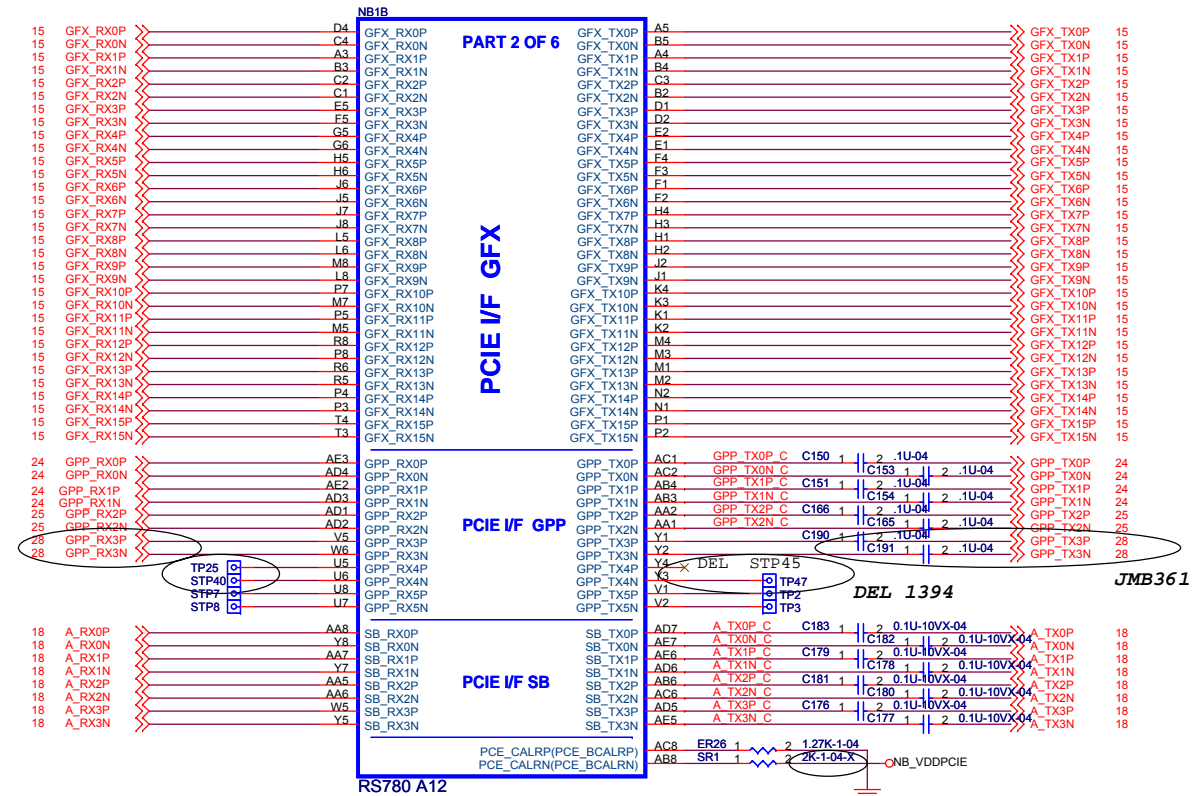 NB1B
15 GFX_RX0P D4 GFX_RX0P PART 2 OF 6 GFX_TX0P A5 GFX_TX0P 15
15 GFX_RX0N C4 GFX_RX0N GFX_TX0N B5 GFX_TX0N 15
15 GFX_RX1P A3 GFX_RX1P GFX_TX1P A4 GFX_TX1P 15
15 GFX_RX1N B3 GFX_RX1N GFX_TX1N B4 GFX_TX1N 15
15 GFX_RX2P C2 GFX_RX2P GFX_TX2P C3 GFX_TX2P 15
15 GFX_RX2N C1 GFX_RX2N GFX_TX2N B2 GFX_TX2N 15
15 GFX_RX3P E5 GFX_RX3P GFX_TX3P D1 GFX_TX3P 15
15 GFX_RX3N F5 GFX_RX3N GFX_TX3N D2 GFX_TX3N 15
15 GFX_RX4P G5 GFX_RX4P GFX_TX4P E2 GFX_TX4P 15
15 GFX_RX4N G6 GFX_RX4N GFX_TX4N E1 GFX_TX4N 15
15 GFX_RX5P H5 GFX_RX5P GFX_TX5P F4 GFX_TX5P 15
15 GFX_RX5N H6 GFX_RX5N GFX_TX5N F3 GFX_TX5N 15
15 GFX_RX6P J6 GFX_RX6P GFX_TX6P F1 GFX_TX6P 15
15 GFX_RX6N J5 GFX_RX6N GFX_TX6N F2 GFX_TX6N 15
15 GFX_RX7P J7 GFX_RX7P GFX_TX7P H4 GFX_TX7P 15
15 GFX_RX7N J8 GFX_RX7N GFX_TX7N H3 GFX_TX7N 15
15 GFX_RX8P L5 GFX_RX8P GFX_TX8P H1 GFX_TX8P 15
15 GFX_RX8N L6 GFX_RX8N GFX_TX8N H2 GFX_TX8N 15
15 GFX_RX9P M8 GFX_RX9P GFX_TX9P J2 GFX_TX9P 15
15 GFX_RX9N L8 GFX_RX9N GFX_TX9N J1 GFX_TX9N 15
15 GFX_RX10P P7 GFX_RX10P GFX_TX10P K4 GFX_TX10P 15
15 GFX_RX10N M7 GFX_RX10N GFX_TX10N K3 GFX_TX10N 15
15 GFX_RX11P P5 GFX_RX11P GFX_TX11P K1 GFX_TX11P 15
15 GFX_RX11N M5 GFX_RX11N GFX_TX11N K2 GFX_TX11N 15
15 GFX_RX12P R8 GFX_RX12P GFX_TX12P M4 GFX_TX12P 15
15 GFX_RX12N P8 GFX_RX12N GFX_TX12N M3 GFX_TX12N 15
15 GFX_RX13P R6 GFX_RX13P GFX_TX13P M1 GFX_TX13P 15
15 GFX_RX13N R5 GFX_RX13N GFX_TX13N M2 GFX_TX13N 15
15 GFX_RX14P P4 GFX_RX14P GFX_TX14P N2 GFX_TX14P 15
15 GFX_RX14N P3 GFX_RX14N GFX_TX14N N1 GFX_TX14N 15
15 GFX_RX15P T4 GFX_RX15P GFX_TX15P P1 GFX_TX15P 15
15 GFX_RX15N T3 GFX_RX15N GFX_TX15N P2 GFX_TX15N 15
PCIE I/F GFX
24 GPP_RX0P AE3 GPP_RX0P GPP_TX0P AC1 GPP_TX0P_C C150 1 2 .1U-04 GPP_TX0P 24
24 GPP_RX0N AD4 GPP_RX0N GPP_TX0N AC2 GPP_TX0N_C C153 1 2 .1U-04 GPP_TX0N 24
24 GPP_RX1P AE2 GPP_RX1P GPP_TX1P AB4 GPP_TX1P_C C151 1 2 .1U-04 GPP_TX1P 24
24 GPP_RX1N AD3 GPP_RX1N GPP_TX1N AB3 GPP_TX1N_C C154 1 2 .1U-04 GPP_TX1N 24
25 GPP_RX2P AD1 GPP_RX2P GPP_TX2P AA2 GPP_TX2P_C C166 1 2 .1U-04 GPP_TX2P 25
25 GPP_RX2N AD2 GPP_RX2N PCIE I/F GPP GPP_TX2N AA1 GPP_TX2N_C C165 1 2 .1U-04 GPP_TX2N 25
28 GPP_RX3P V5 GPP_RX3P GPP_TX3P Y1 C190 1 2 .1U-04 GPP_TX3P 28
28 GPP_RX3N W6 GPP_RX3N GPP_TX3N Y2 C191 1 2 .1U-04 GPP_TX3N 28
TP25 U5 GPP_RX4P GPP_TX4P Y4 DEL STP45
STP40 U6 GPP_RX4N GPP_TX4N Y3 TP47 JMB361
STP7 U8 GPP_RX5P GPP_TX5P V1 TP2 DEL 1394
STP8 U7 GPP_RX5N GPP_TX5N V2 TP3
18 A_RX0P AA8 SB_RX0P SB_TX0P AD7 A_TX0P_C C183 1 2 0.1U-10VX-04 A_TX0P 18
18 A_RX0N Y8 SB_RX0N SB_TX0N AE7 A_TX0N_C C182 1 2 0.1U-10VX-04 A_TX0N 18
18 A_RX1P AA7 SB_RX1P SB_TX1P AE6 A_TX1P_C C179 1 2 0.1U-10VX-04 A_TX1P 18
18 A_RX1N Y7 SB_RX1N SB_TX1N AD6 A_TX1N_C C178 1 2 0.1U-10VX-04 A_TX1N 18
18 A_RX2P AA5 SB_RX2P PCIE I/F SB SB_TX2P AB6 A_TX2P_C C181 1 2 0.1U-10VX-04 A_TX2P 18
18 A_RX2N AA6 SB_RX2N SB_TX2N AC6 A_TX2N_C C180 1 2 0.1U-10VX-04 A_TX2N 18
18 A_RX3P W5 SB_RX3P SB_TX3P AD5 A_TX3P_C C176 1 2 0.1U-10VX-04 A_TX3P 18
18 A_RX3N Y5 SB_RX3N SB_TX3N AE5 A_TX3N_C C177 1 2 0.1U-10VX-04 A_TX3N 18
PCE_CALRP(PCE_BCALRP) AC8 ER26 1 2 1.27K-1-04
PCE_CALRN(PCE_BCALRN) AB8 SR1 1 2 2K-1-04-X NB_VDDPCIE
RS780 A12